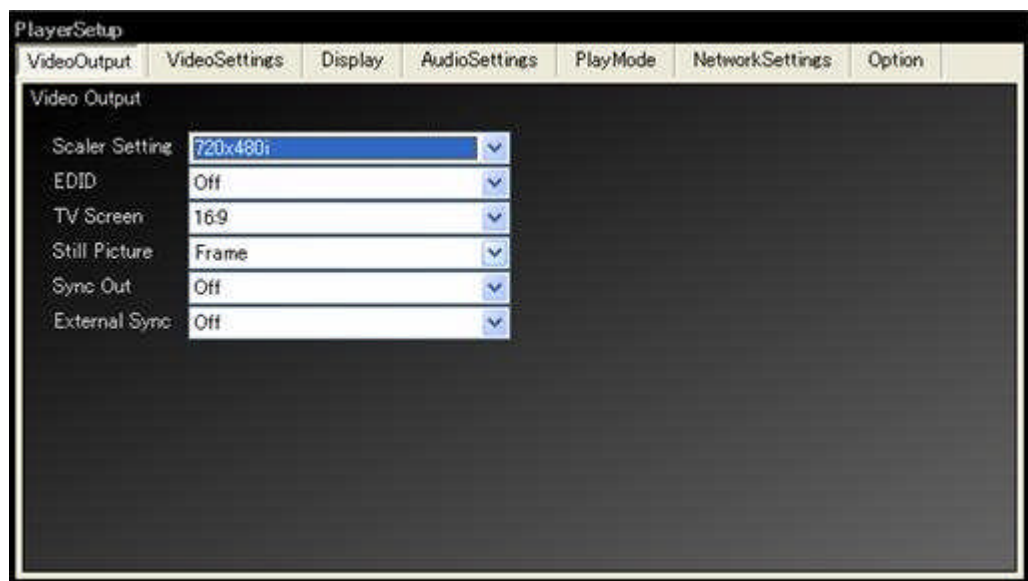 PlayerSetup
VideoOutput VideoSettings Display AudioSettings PlayMode NetworkSettings Option
Video Output
Scaler Setting 720x480i
EDID Off
TV Screen 16:9
Still Picture Frame
Sync Out Off
External Sync Off